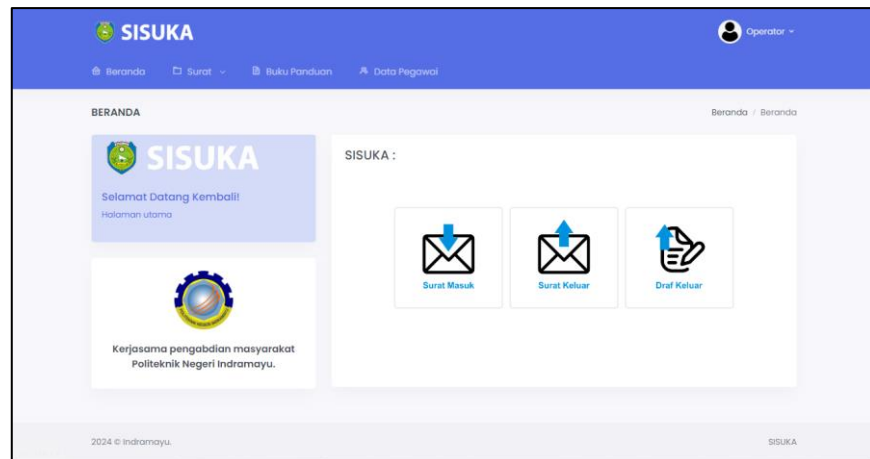 SISUKA
Operator
Beranda Surat Buku Panduan Data Pegawai
BERANDA
Beranda / Beranda
SISUKA
Selamat Datang Kembali!
Halaman utama
Kerjasama pengabdian masyarakat
Politeknik Negeri Indramayu.
SISUKA :
Surat Masuk
Surat Keluar
Draf Keluar
2024 © Indramayu.
SISUKA